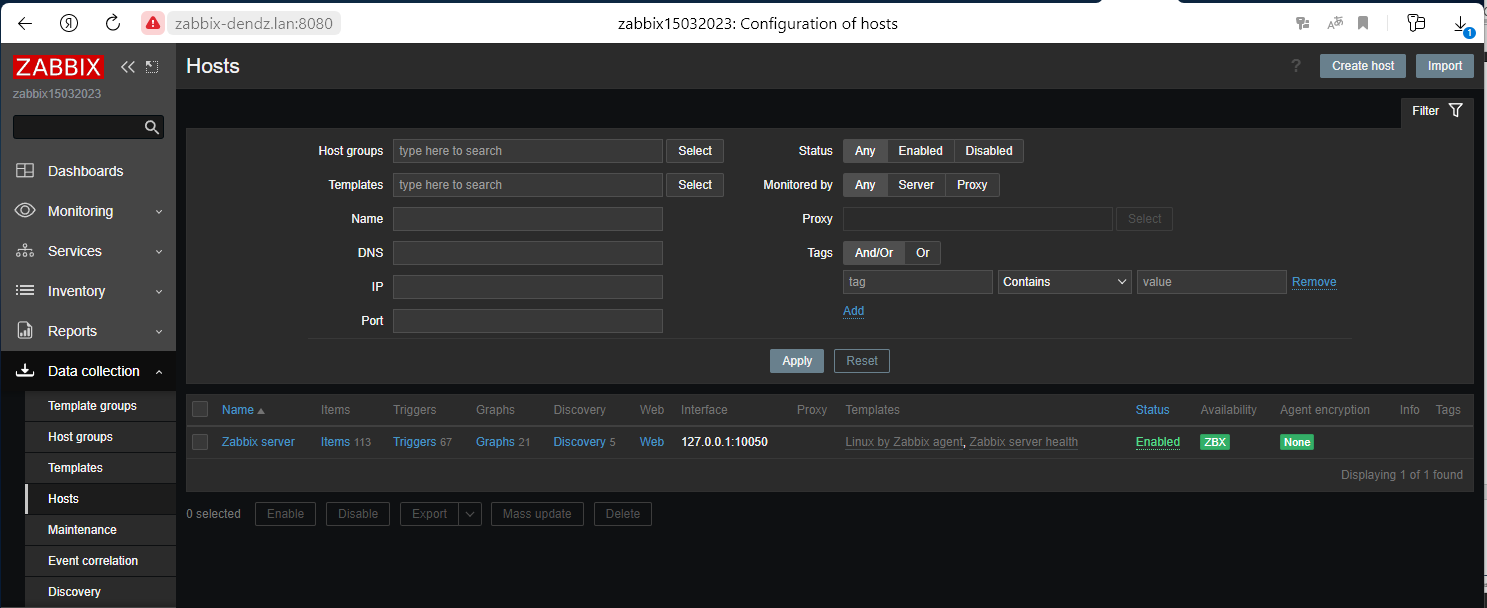 zabbix-dendz.lan:8080
zabbix15032023: Configuration of hosts
1
ZABBIX
zabbix15032023
Dashboards
Monitoring
Services
Inventory
Reports
Data collection
Template groups
Host groups
Templates
Hosts
Maintenance
Event correlation
Discovery
Hosts
? Create host Import
Filter
Host groups type here to search Select
Templates type here to search Select
Name
DNS
IP
Port
Status Any Enabled Disabled
Monitored by Any Server Proxy
Proxy Select
Tags And/Or Or
tag Contains value Remove
Add
Apply Reset
Name Items Triggers Graphs Discovery Web Interface Proxy Templates Status Availability Agent encryption Info Tags
Zabbix server Items 113 Triggers 67 Graphs 21 Discovery 5 Web 127.0.0.1:10050 Linux by Zabbix agent, Zabbix server health Enabled ZBX None
Displaying 1 of 1 found
0 selected Enable Disable Export Mass update Delete